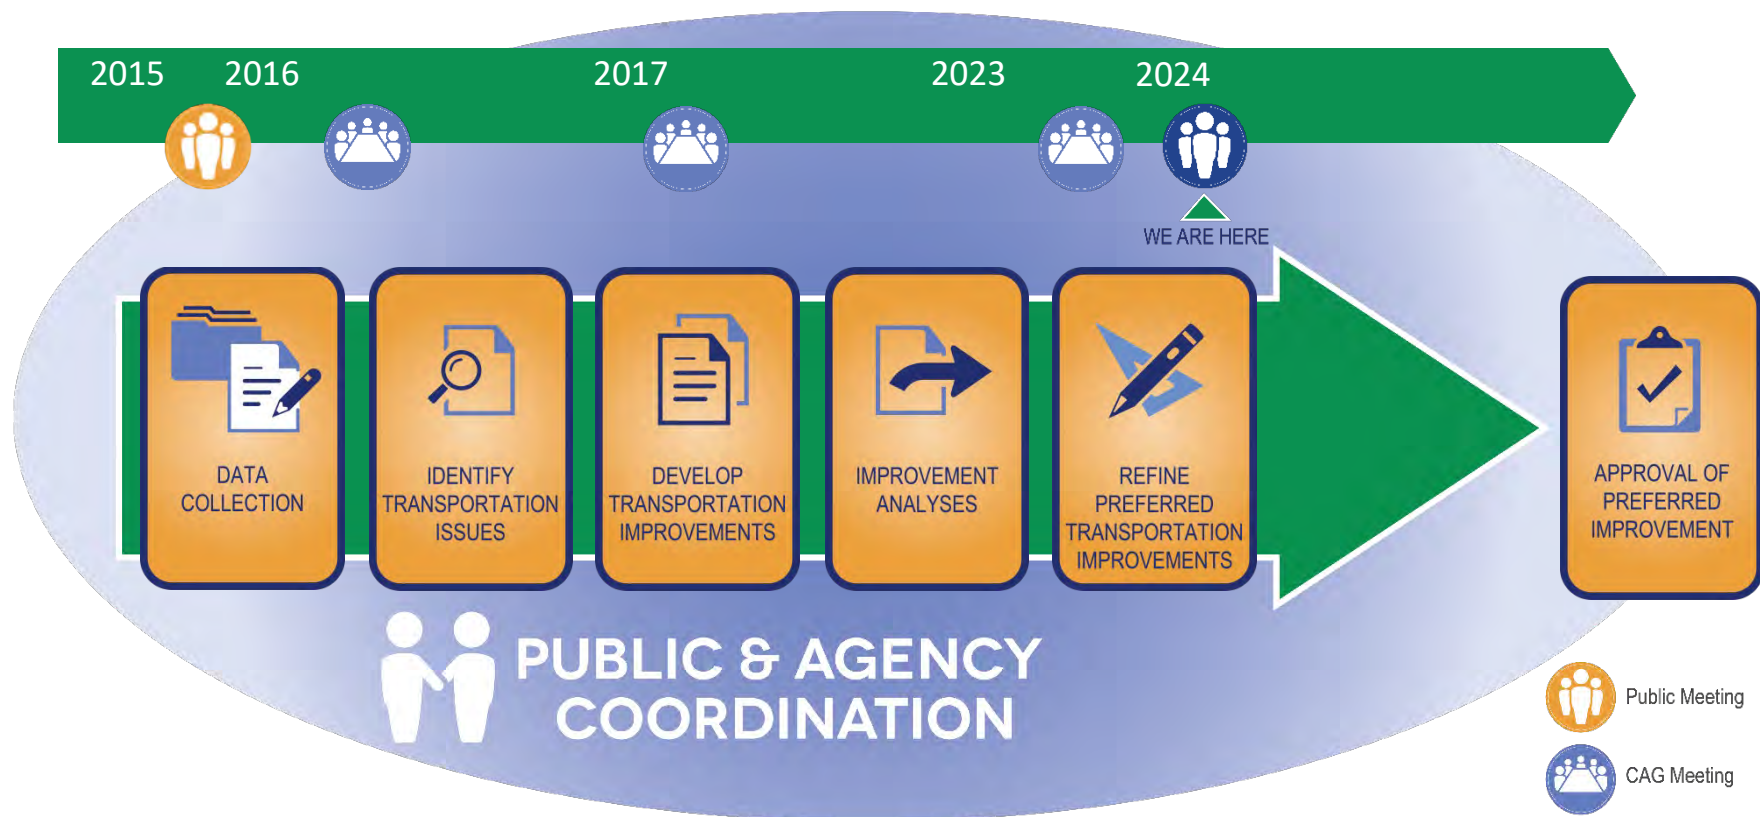 2015 2016 2017 2023 2024
WE ARE HERE
DATA
COLLECTION
IDENTIFY
TRANSPORTATION
ISSUES
DEVELOP
TRANSPORTATION
IMPROVEMENTS
IMPROVEMENT
ANALYSES
REFINE
PREFERRED
TRANSPORTATION
IMPROVEMENTS
APPROVAL OF
PREFERRED
IMPROVEMENT
PUBLIC & AGENCY
COORDINATION
Public Meeting
CAG Meeting